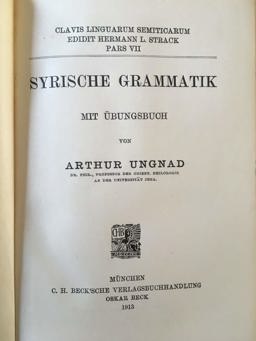 CLAVIS LINGUARUM SEMITICARUM
EDIDIT HERMANN L. STRACK
PARS VII
SYRISCHE GRAMMATIK
MIT ÜBUNGSBUCH
VON
ARTHUR UNGNAD
DR. PHIL., PROFESSOR DER ORIENT. PHILOLOGIE
AN DER UNIVERSITÄT JENA.
CHB
MÜNCHEN
C. H. BECK'SCHE VERLAGSBUCHHANDLUNG
OSKAR BECK
1913